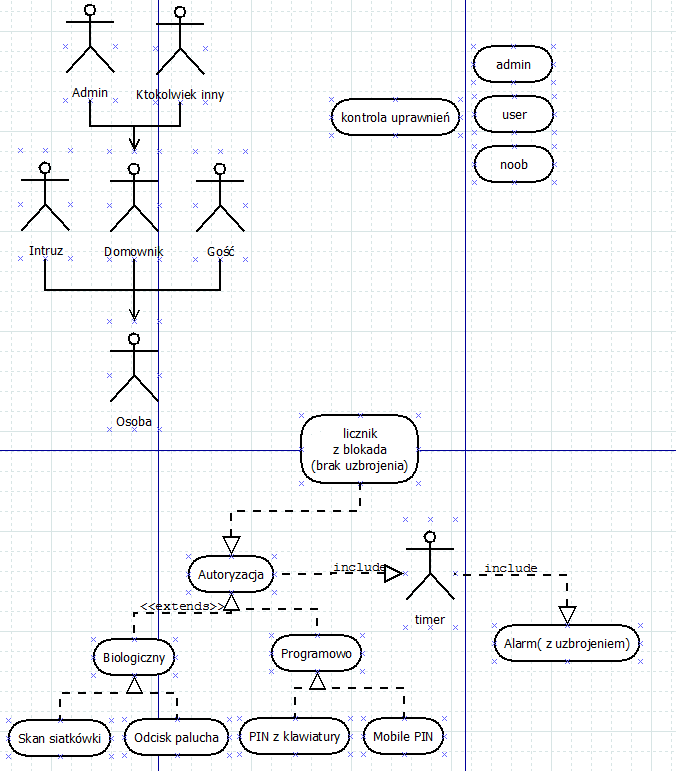 Admin
Ktokolwiek inny
admin
kontrola uprawnień
user
noob
Intruz
Domownik
Gość
Osoba
licznik
z blokada
(brak uzbrojenia)
Autoryzacja
include
include
timer
<<extends>>
Biologiczny
Programowo
Alarm( z uzbrojeniem)
Skan siatkówki
Odcisk palucha
PIN z klawiatury
Mobile PIN